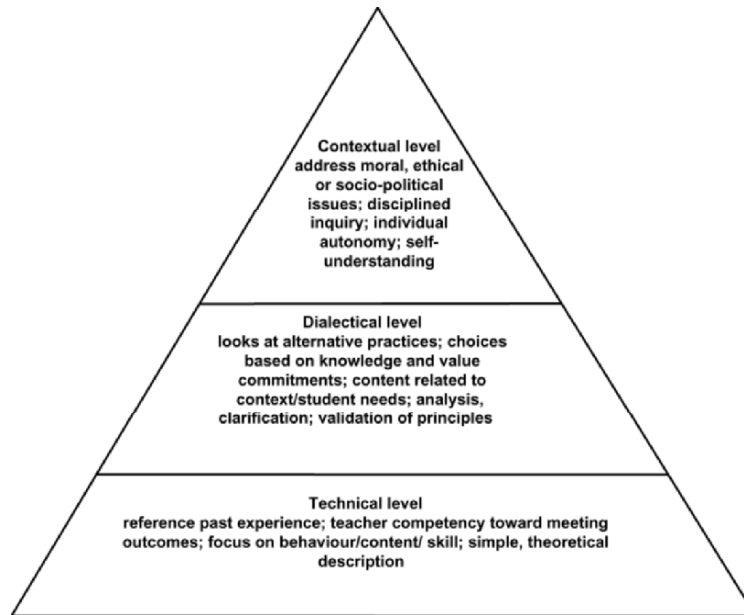 Contextual level
address moral, ethical
or socio-political
issues; disciplined
inquiry; individual
autonomy; self-
understanding
Dialectical level
looks at alternative practices; choices
based on knowledge and value
commitments; content related to
context/student needs; analysis,
clarification; validation of principles
Technical level
reference past experience; teacher competency toward meeting
outcomes; focus on behaviour/content/ skill; simple, theoretical
description